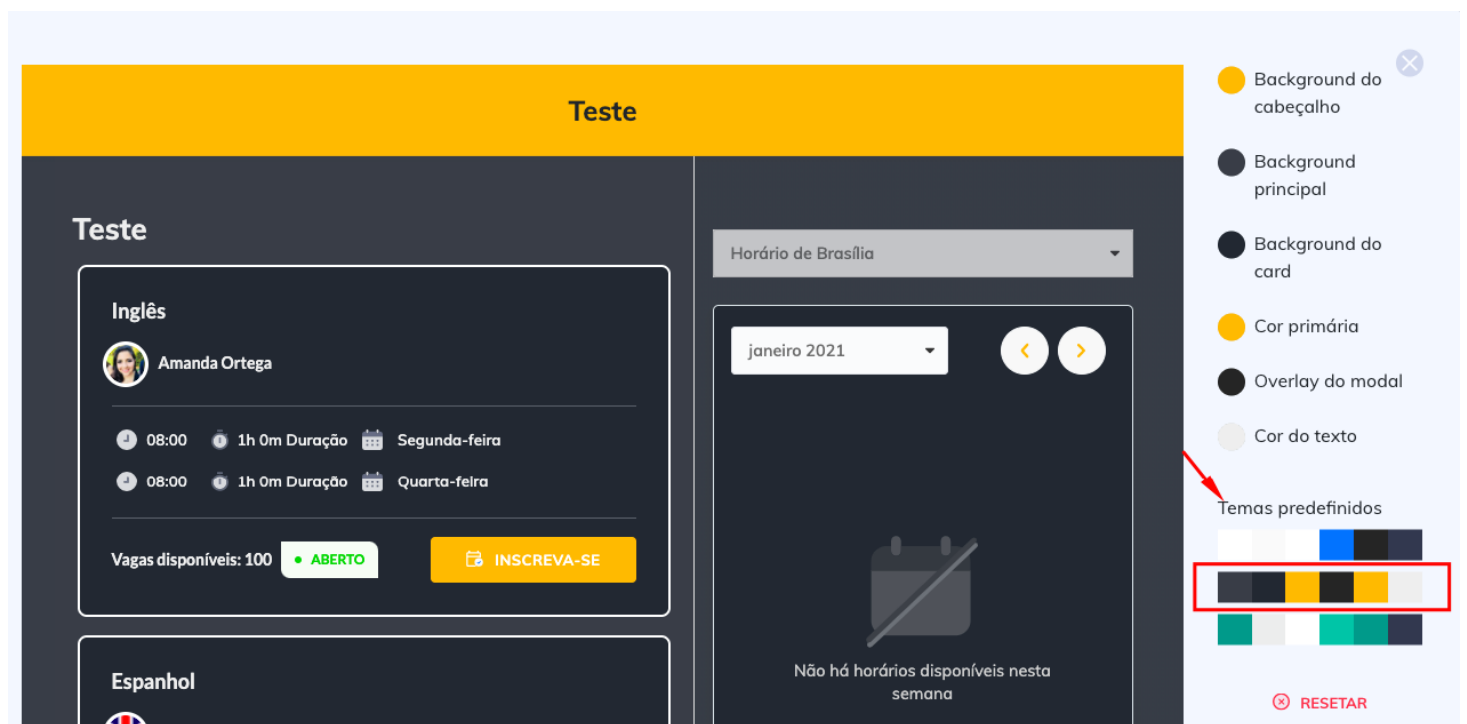 Teste
Teste
Inglês
Amanda Ortega
08:00 1h 0m Duração Segunda-feira
08:00 1h 0m Duração Quarta-feira
Vagas disponíveis: 100 • ABERTO INSCREVA-SE
Espanhol
Horário de Brasília
janeiro 2021
Não há horários disponíveis nesta
semana
Background do
cabeçalho
Background
principal
Background do
card
Cor primária
Overlay do modal
Cor do texto
Temas predefinidos
RESETAR